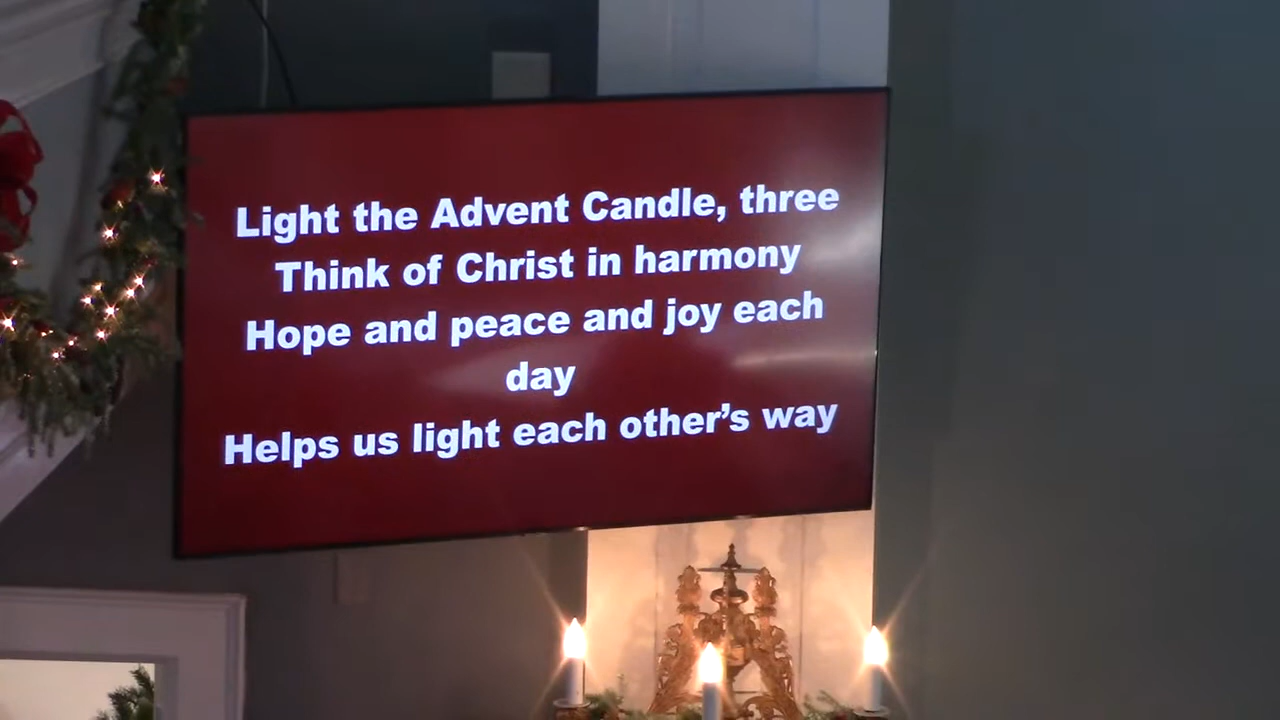 Light the Advent Candle, three
Think of Christ in harmony
Hope and peace and joy each
day
Helps us light each other’s way